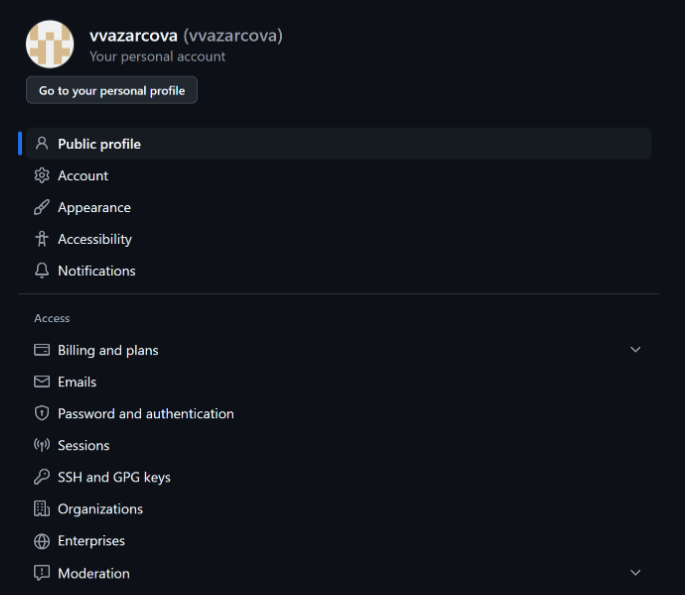 vvazarcova (vvazarcova)
Your personal account
Go to your personal profile
Public profile
Account
Appearance
Accessibility
Notifications
Access
Billing and plans
Emails
Password and authentication
Sessions
SSH and GPG keys
Organizations
Enterprises
Moderation